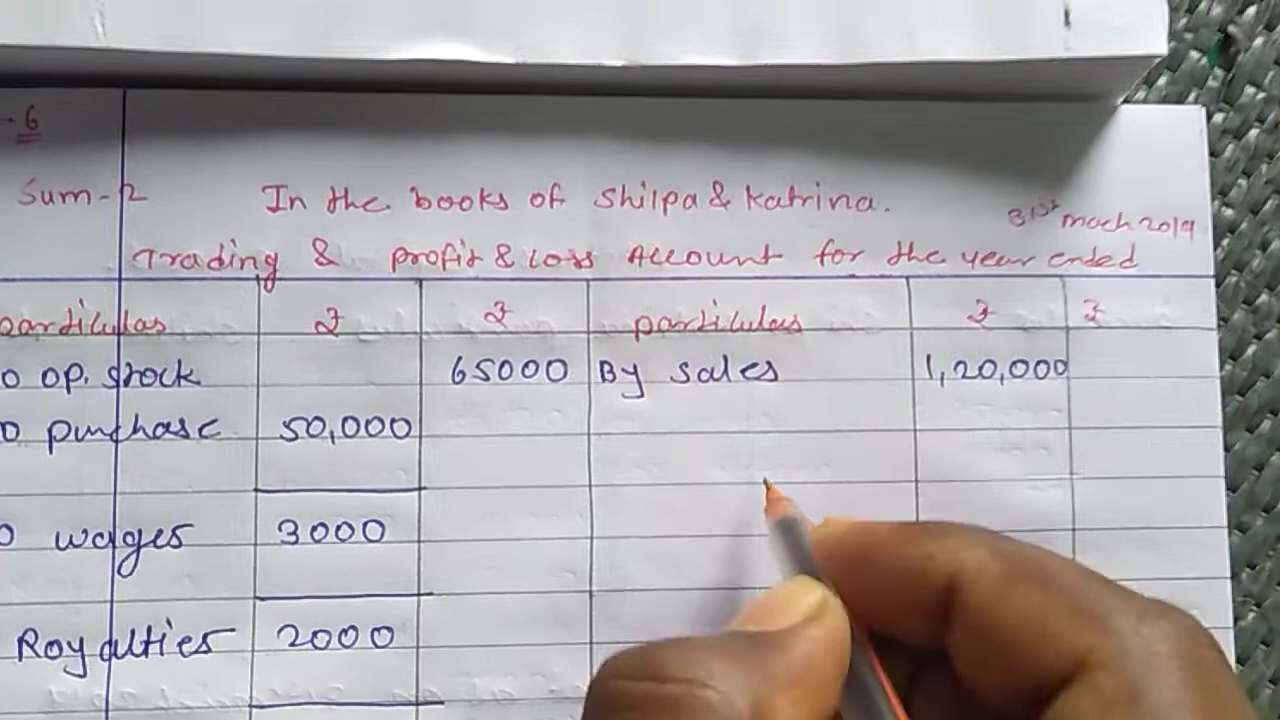 . 6
Sum-2 In the books of Shilpa & Katrina.
31st mach 2019
Trading & profit & loss Account for the year ended
particulas ₹ ₹ particulas ₹ ₹
o op. stock 65000 By sales 1,20,000
o purchase 50,000
o wages 3000
Royalties 2000